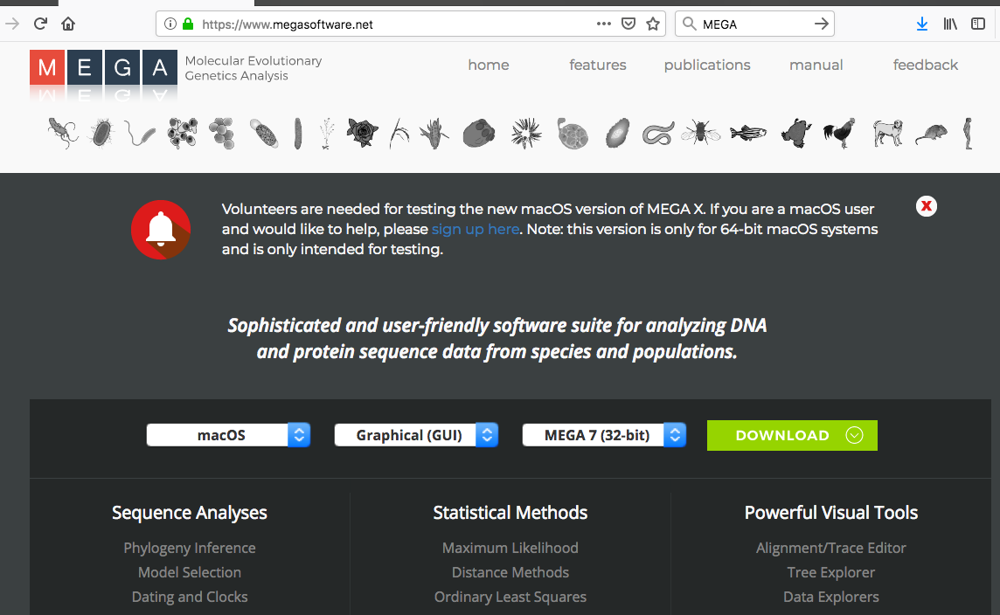 https://www.megasoftware.net
MEGA
MEGA
Molecular Evolutionary
Genetics Analysis
home
features
publications
manual
feedback
Volunteers are needed for testing the new macOS version of MEGA X. If you are a macOS user
and would like to help, please sign up here. Note: this version is only for 64-bit macOS systems
and is only intended for testing.
X
Sophisticated and user-friendly software suite for analyzing DNA
and protein sequence data from species and populations.
macOS
Graphical (GUI)
MEGA 7 (32-bit)
DOWNLOAD
Sequence Analyses
Phylogeny Inference
Model Selection
Dating and Clocks
Statistical Methods
Maximum Likelihood
Distance Methods
Ordinary Least Squares
Powerful Visual Tools
Alignment/Trace Editor
Tree Explorer
Data Explorers